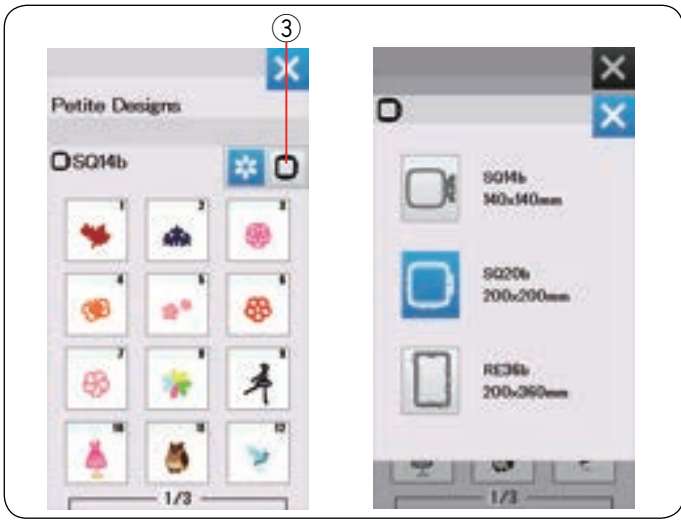 ③
Petite Designs
SQ14b
1 2 3
4 5 6
7 8 9
10 11 12
1/3
SQ14b
140x140mm
SQ20b
200x200mm
RE36b
200x360mm
1/3